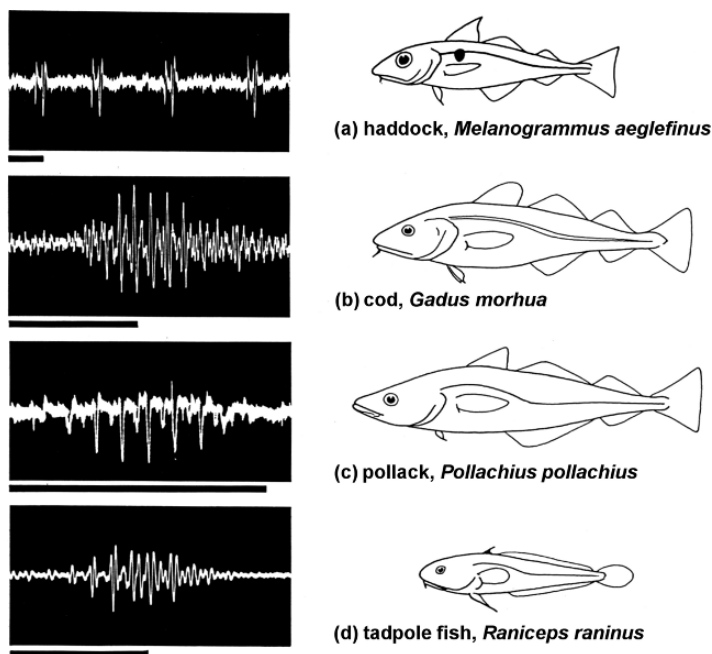 (a) haddock, Melanogrammus aeglefinus
(b) cod, Gadus morhua
(c) pollack, Pollachius pollachius
(d) tadpole fish, Raniceps raninus